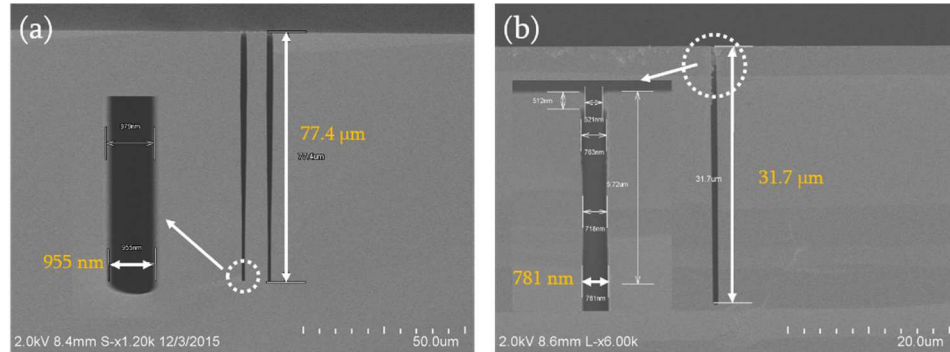 (a)
979nm
77.4 μm
77.4um
955nm
955 nm
2.0kV 8.4mm S-x1.20k 12/3/2015
50.0um
(b)
512nm
521nm
763nm
5.72um
31.7um
31.7 μm
718nm
781 nm
781nm
2.0kV 8.6mm L-x6.00k
20.0um